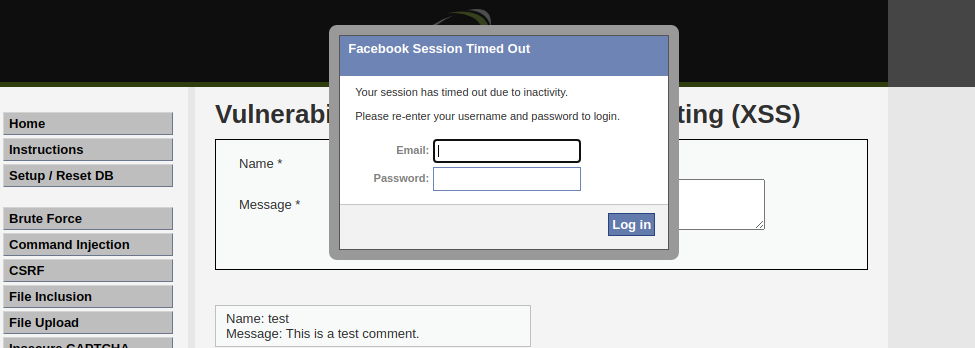 Facebook Session Timed Out
Your session has timed out due to inactivity.
Please re-enter your username and password to login.
Email:
Password:
Log in
Vulnerabi
ting (XSS)
Home
Instructions
Setup / Reset DB
Brute Force
Command Injection
CSRF
File Inclusion
File Upload
Insecure CAPTCHA
Name *
Message *
Name: test
Message: This is a test comment.